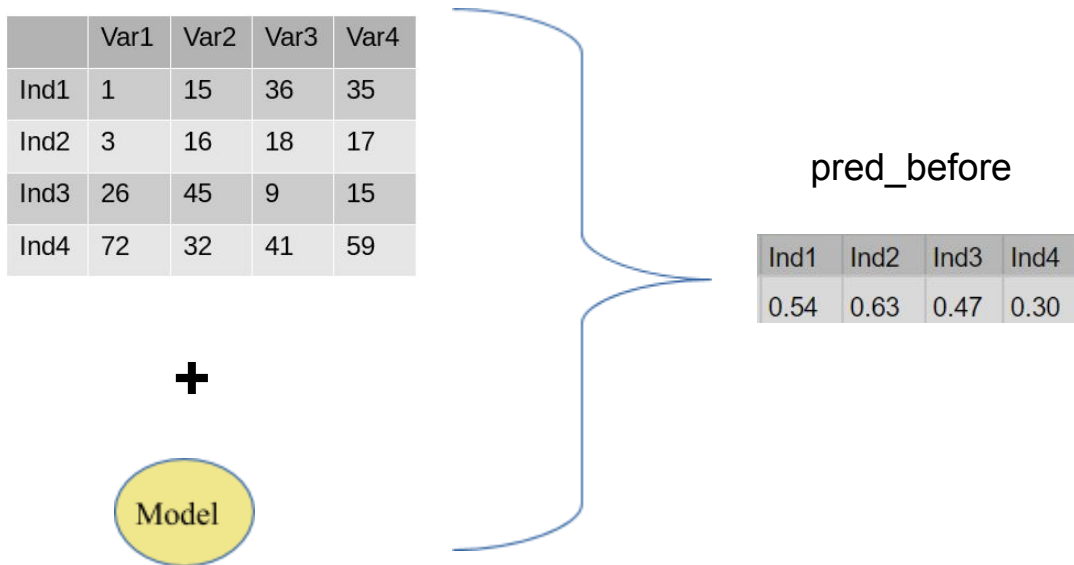 Var1 Var2 Var3 Var4
Ind1 1 15 36 35
Ind2 3 16 18 17
Ind3 26 45 9 15
Ind4 72 32 41 59
+
Model
pred_before
Ind1 Ind2 Ind3 Ind4
0.54 0.63 0.47 0.30